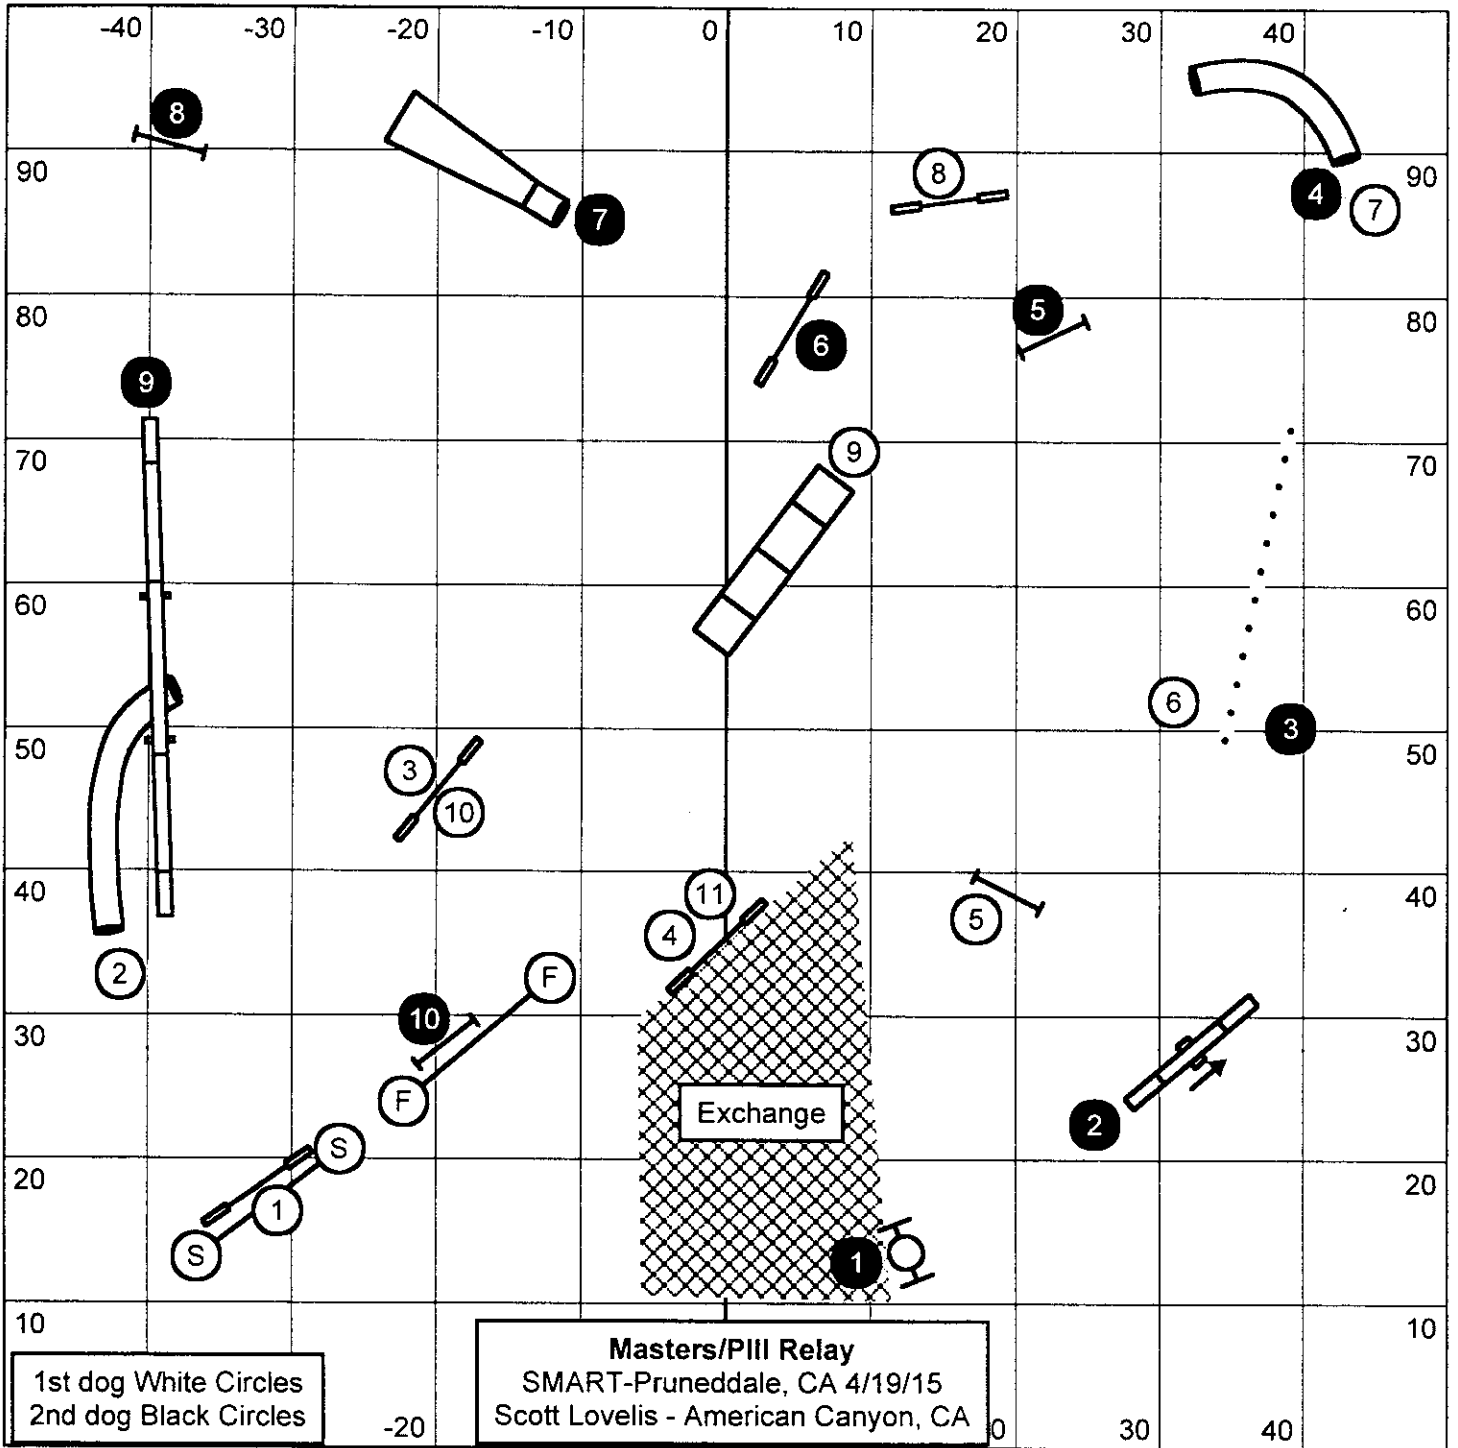 -40 -30 -20 -10 0 10 20 30 40
8
90 8 90
4 7
7
80 5 80
6
9
70 9 70
60 60
6
50 3 50
3
10
40 11 40
5
4
2
F
30 10 30
F
Exchange
2
S
20 20
1
S
1
10 10
Masters/PIII Relay
1st dog White Circles
SMART-Pruneddale, CA 4/19/15
2nd dog Black Circles
Scott Lovelis - American Canyon, CA
-20 0 30 40